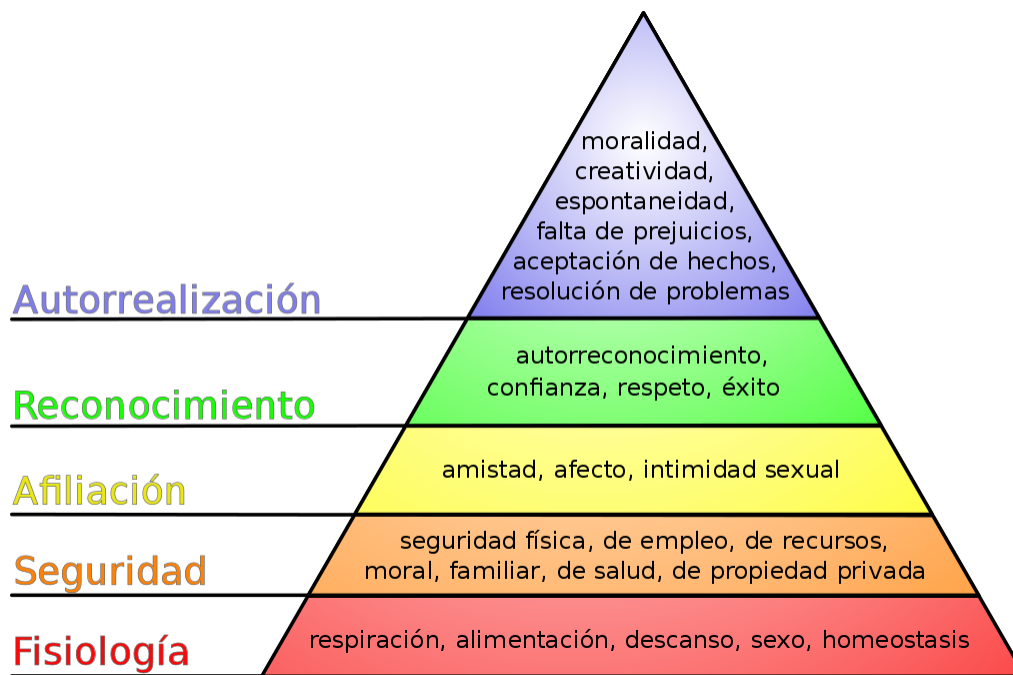 moralidad,
creatividad,
espontaneidad,
falta de prejuicios,
aceptación de hechos,
resolución de problemas
Autorrealización
autorreconocimiento,
confianza, respeto, éxito
Reconocimiento
amistad, afecto, intimidad sexual
Afiliación
seguridad física, de empleo, de recursos,
moral, familiar, de salud, de propiedad privada
Seguridad
respiración, alimentación, descanso, sexo, homeostasis
Fisiología